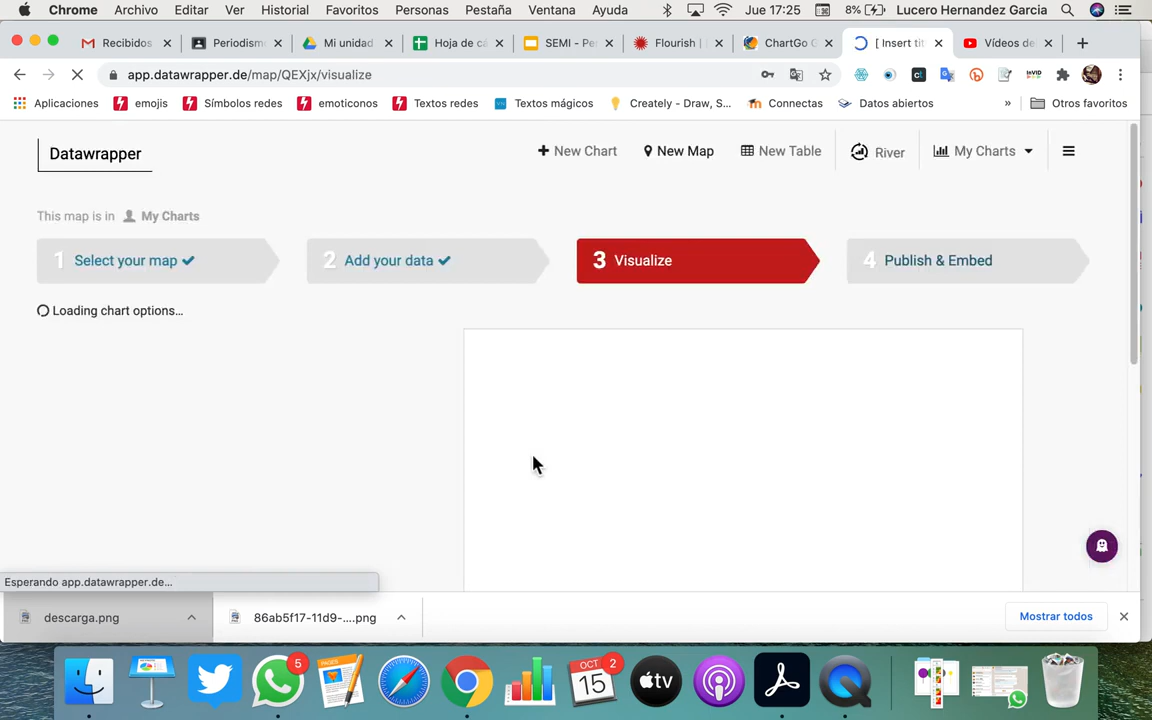 Chrome Archivo Editar Ver Historial Favoritos Personas Pestaña Ventana Ayuda Jue 17:25 8% Lucero Hernandez Garcia
Recibidos Periodism Mi unidad Hoja de cá SEMI - Pe Flourish | ChartGo C [ Insert tit Vídeos de
app.datawrapper.de/map/QEXjx/visualize
Aplicaciones emojis Símbolos redes emoticonos Textos redes Textos mágicos Creately - Draw, S... Connectas Datos abiertos » Otros favoritos
Datawrapper
New Chart New Map New Table River My Charts
This map is in My Charts
1 Select your map 2 Add your data 3 Visualize 4 Publish & Embed
Loading chart options...
Esperando app.datawrapper.de...
descarga.png 86ab5f17-11d9-....png Mostrar todos
5
OCT 2
15
tv